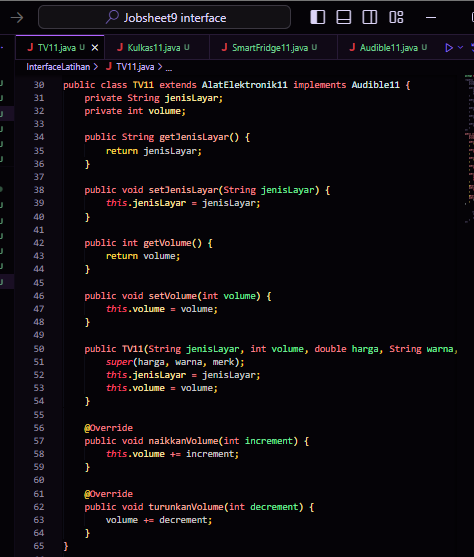 Jobsheet9 interface
J TV11.java U X J Kulkas11.java U J SmartFridge11.java U J Audible11.java U
InterfaceLatihan > J TV11.java > ...
30 public class TV11 extends AlatElektronik11 implements Audible11 {
31 private String jenisLayar;
32 private int volume;
33
34 public String getJenisLayar() {
35 return jenisLayar;
36 }
37
38 public void setJenisLayar(String jenisLayar) {
39 this.jenisLayar = jenisLayar;
40 }
41
42 public int getVolume() {
43 return volume;
44 }
45
46 public void setVolume(int volume) {
47 this.volume = volume;
48 }
49
50 public TV11(String jenisLayar, int volume, double harga, String warna,
51 super(harga, warna, merk);
52 this.jenisLayar = jenisLayar;
53 this.volume = volume;
54 }
55
56 @Override
57 public void naikkanVolume(int increment) {
58 this.volume += increment;
59 }
60
61 @Override
62 public void turunkanVolume(int decrement) {
63 volume += decrement;
64 }
65 }